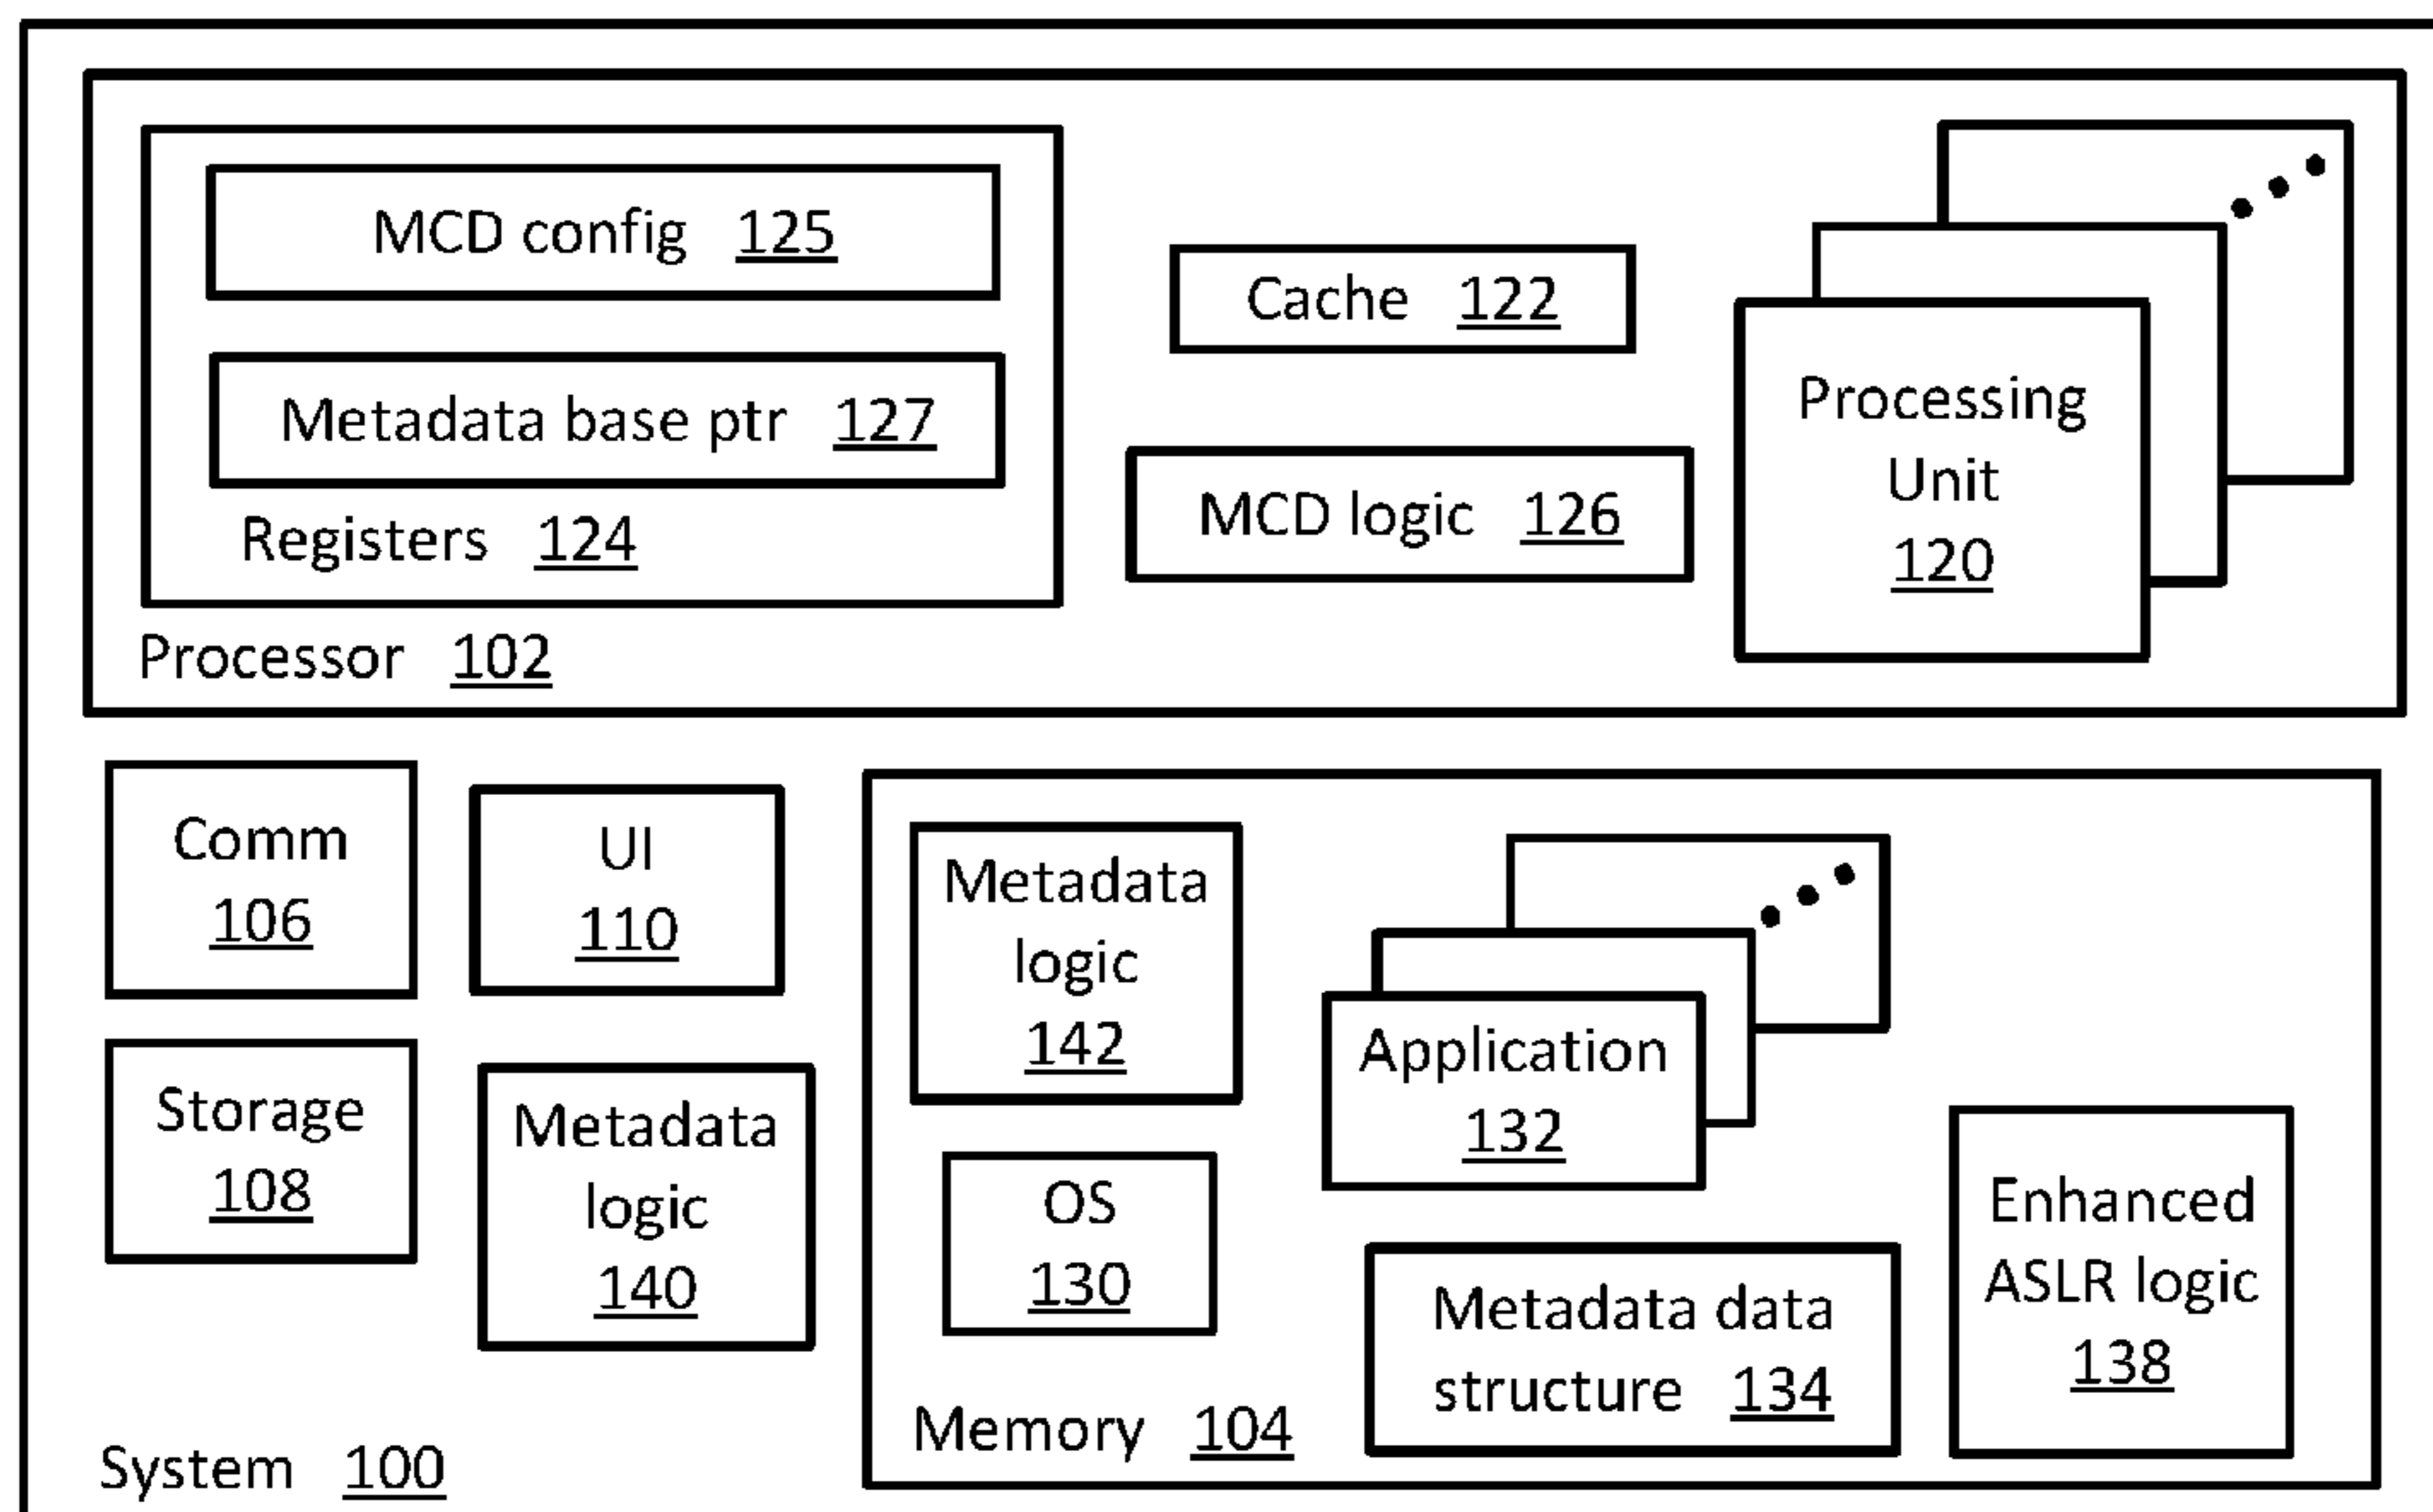 MCD config 125
Metadata base ptr 127
Registers 124
Processor 102
Cache 122
MCD logic 126
Processing
Unit
120
Comm
106
UI
110
Storage
108
Metadata
logic
140
System 100
Metadata
logic
142
Application
132
OS
130
Metadata data
structure 134
Enhanced
ASLR logic
138
Memory 104